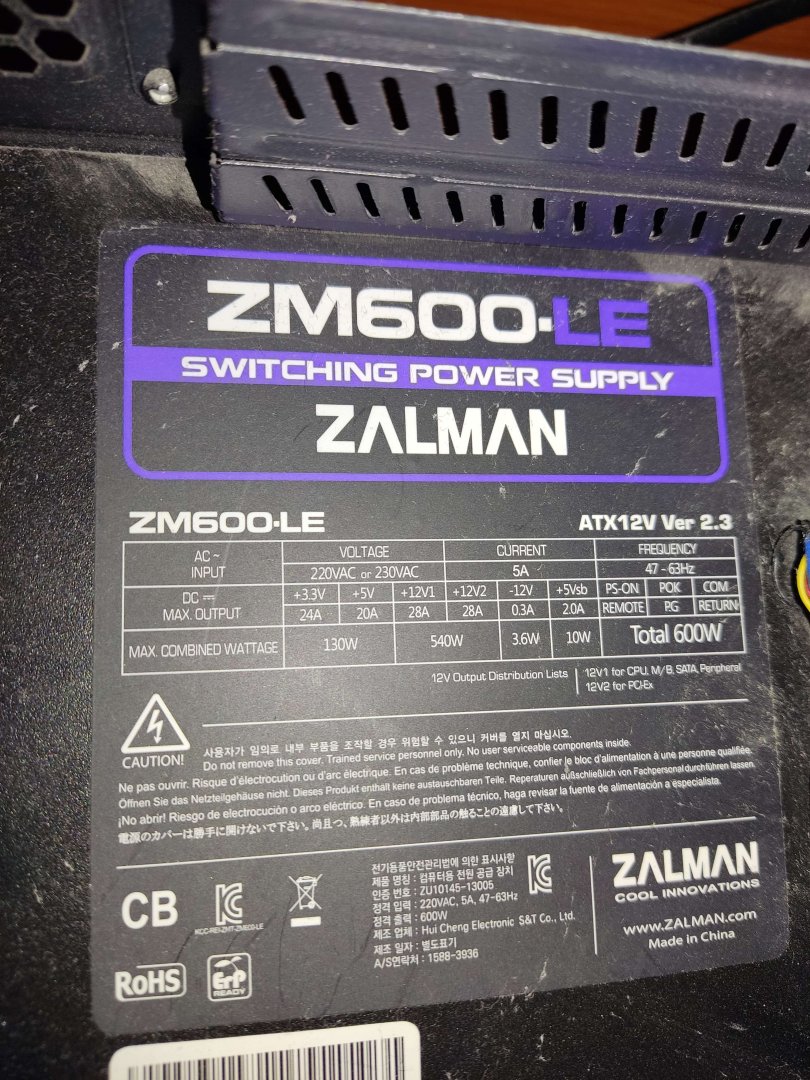 ZM600-LE
SWITCHING POWER SUPPLY
ZALMAN
ZM600-LE ATX12V Ver 2.3
AC ~ INPUT VOLTAGE CURRENT FREQUENCY
220VAC or 230VAC 5A 47 - 63Hz
DC MAX. OUTPUT +3.3V +5V +12V1 +12V2 -12V +5Vsb PS-ON POK COM
24A 20A 28A 28A 0.3A 2.0A REMOTE PG RETURN
MAX. COMBINED WATTAGE 130W 540W 3.6W 10W Total 600W
12V Output Distribution Lists 12V1 for CPU, M/B, SATA, Peripheral
12V2 for PCI-Ex
CAUTION!
사용자가 임의로 내부 부품을 조작할 경우 위험할 수 있으니 커버를 열지 마십시오.
Do not remove this cover. Trained service personnel only. No user serviceable components inside.
Ne pas ouvrir. Risque d'électrocution ou d'arc électrique. En cas de problème technique, confier le bloc d'alimentation à une personne qualifiée.
Öffnen Sie das Netzteilgehäuse nicht. Dieses Produkt enthält keine austauschbaren Teile. Reperaturen außchließlich von Fachpersonal durchführen lassen.
¡No abrir! Riesgo de electrocución o arco eléctrico. En caso de problema técnico, haga revisar la fuente de alimentación a especialista.
電源のカバーは勝手に開けないで下さい。尚且つ、熟練者以外は内部部品の触ることの遠慮して下さい。
CB
KCC-REI-ZMT-ZM600-LE
RoHS
ErP
READY
전기용품안전관리법에 의한 표시사항
제품 명칭 : 컴퓨터용 전원 공급 장치
인증 번호 : ZU10145-13005
정격 입력 : 220VAC, 5A, 47-63Hz
정격 출력 : 600W
제조 업체 : Hui Cheng Electronic S&T Co., Ltd.
제조 일자 : 별도표기
A/S연락처 : 1588-3936
ZALMAN
COOL INNOVATIONS
www.ZALMAN.com
Made in China